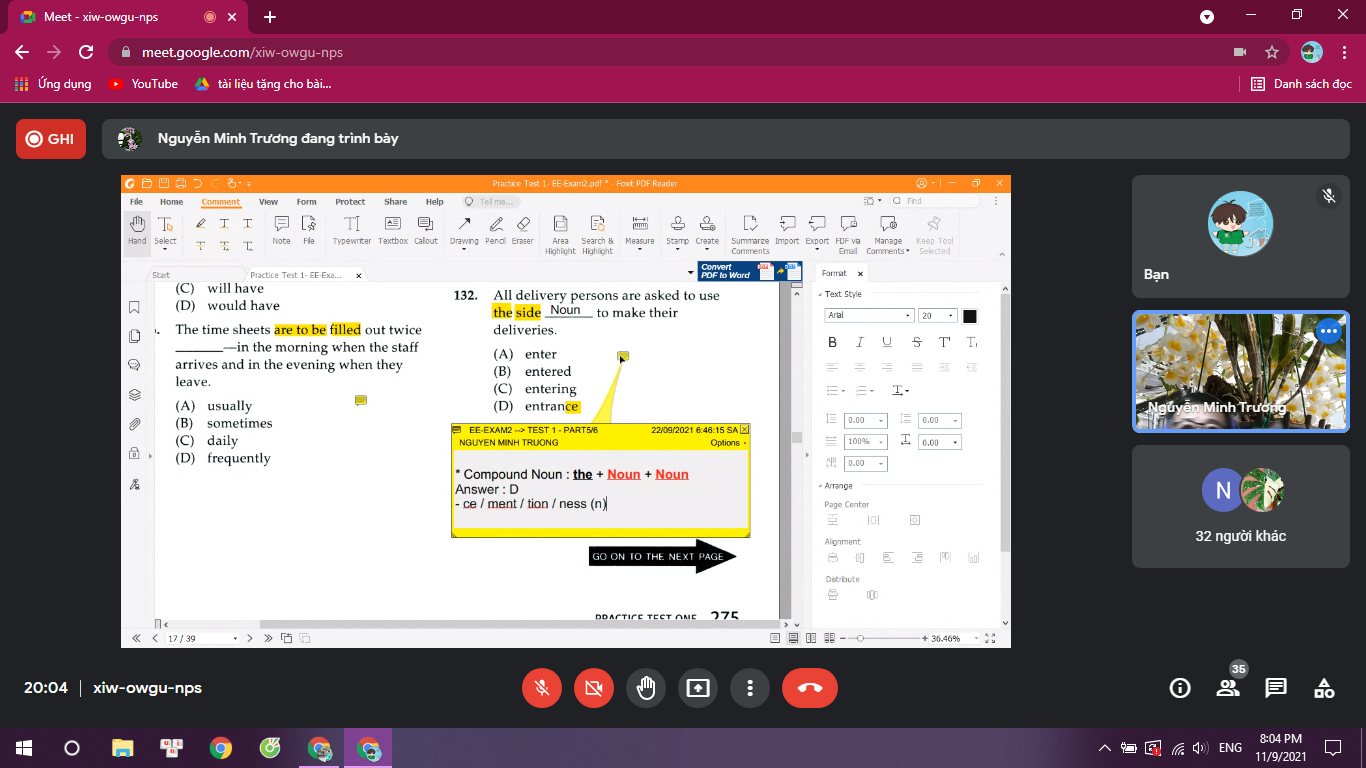 Meet - xiw-owgu-nps
meet.google.com/xiw-owgu-nps
Ứng dụng
YouTube
tài liệu tặng cho bài...
Danh sách đọc
GHI
Nguyễn Minh Trương đang trình bày
Practice Test 1- EE-Exam2.pdf * - Foxit PDF Reader
File Home Comment View Form Protect Share Help
Tell me...
Find
Hand
Select
Note
File
Typewriter
Textbox
Callout
Drawing
Pencil
Eraser
Area
Highlight
Search &
Highlight
Measure
Stamp
Create
Summarize
Comments
Import
Export
FDF via
Email
Manage
Comments
Keep Tool
Selected
Start
Practice Test 1- EE-Exa...
Convert
PDF to Word
(C) will have
(D) would have
The time sheets are to be filled out twice
_______—in the morning when the staff
arrives and in the evening when they
leave.
(A) usually
(B) sometimes
(C) daily
(D) frequently
132. All delivery persons are asked to use
the side Noun to make their
deliveries.
(A) enter
(B) entered
(C) entering
(D) entrance
EE-EXAM2 --> TEST 1 - PART5/6 22/09/2021 6:46:15 SA
NGUYEN MINH TRUONG Options
* Compound Noun : the + Noun + Noun
Answer : D
- ce / ment / tion / ness (n)
GO ON TO THE NEXT PAGE
PRACTICE TEST ONE 275
17 / 39
36.46%
Format
Text Style
Arial 20
B I U S T T
0.00 0.00
100% 0.00
0.00
Arrange
Page Center
Alignment
Distribute
Bạn
Nguyễn Minh Trương
N
32 người khác
20:04 | xiw-owgu-nps
35
ENG
8:04 PM
11/9/2021